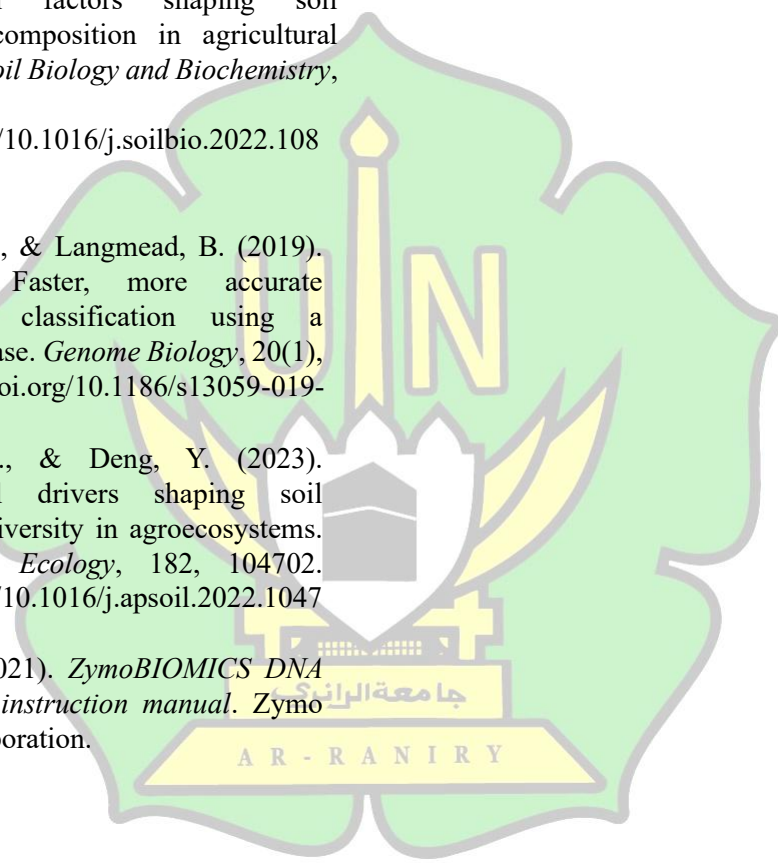 factors shaping soil
composition in agricultural
oil Biology and Biochemistry,
/10.1016/j.soilbio.2022.108
, & Langmead, B. (2019).
Faster, more accurate
classification using a
ase. Genome Biology, 20(1),
oi.org/10.1186/s13059-019-
., & Deng, Y. (2023).
l drivers shaping soil
iversity in agroecosystems.
Ecology, 182, 104702.
/10.1016/j.apsoil.2022.1047
021). ZymoBIOMICS DNA
instruction manual. Zymo
poration.
UIN
جامعةالرانري
AR-RANIRY